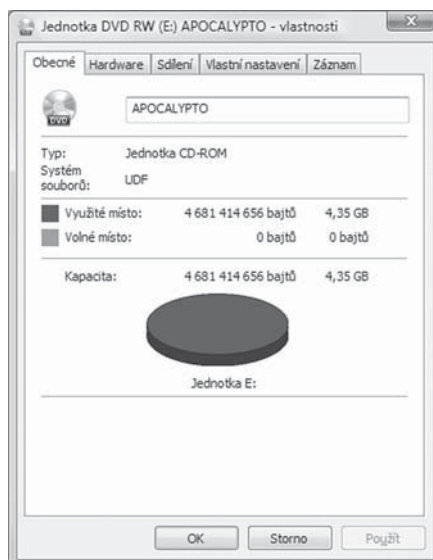 Jednotka DVD RW (E:) APOCALYPTO - vlastnosti
Obecné Hardware Sdílení Vlastní nastavení Záznam
DVD
APOCALYPTO
Typ: Jednotka CD-ROM
Systém
souborů: UDF
Využité místo: 4 681 414 656 bajtů 4,35 GB
Volné místo: 0 bajtů 0 bajtů
Kapacita: 4 681 414 656 bajtů 4,35 GB
Jednotka E:
OK Storno Použít